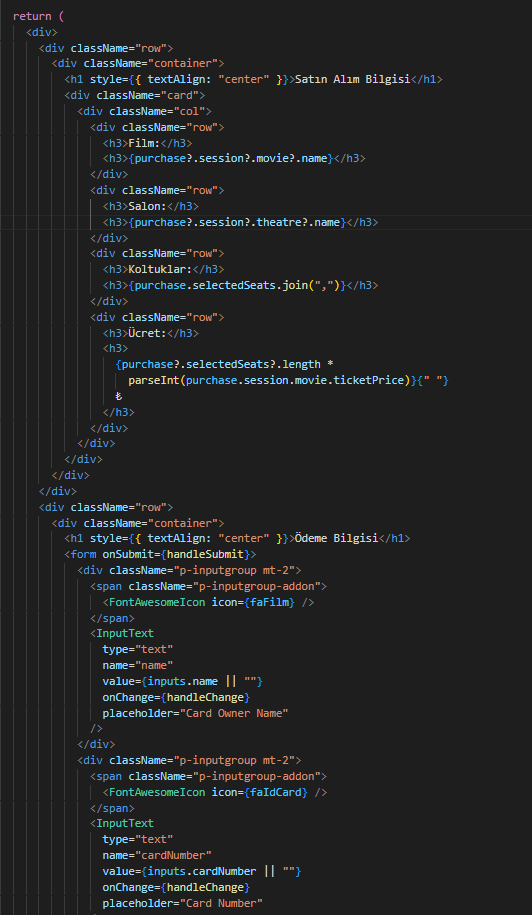 return (
<div>
<div className="row">
<div className="container">
<h1 style={{ textAlign: "center" }}>Satın Alım Bilgisi</h1>
<div className="card">
<div className="col">
<div className="row">
<h3>Film:</h3>
<h3>{purchase?.session?.movie?.name}</h3>
</div>
<div className="row">
<h3>Salon:</h3>
<h3>{purchase?.session?.theatre?.name}</h3>
</div>
<div className="row">
<h3>Koltuklar:</h3>
<h3>{purchase.selectedSeats.join(",")}</h3>
</div>
<div className="row">
<h3>Ücret:</h3>
<h3>
{purchase?.selectedSeats?.length *
parseInt(purchase.session.movie.ticketPrice)}{" "}
₺
</h3>
</div>
</div>
</div>
</div>
</div>
<div className="row">
<div className="container">
<h1 style={{ textAlign: "center" }}>Ödeme Bilgisi</h1>
<form onSubmit={handleSubmit}>
<div className="p-inputgroup mt-2">
<span className="p-inputgroup-addon">
<FontAwesomeIcon icon={faFilm} />
</span>
<InputText
type="text"
name="name"
value={inputs.name || ""}
onChange={handleChange}
placeholder="Card Owner Name"
/>
</div>
<div className="p-inputgroup mt-2">
<span className="p-inputgroup-addon">
<FontAwesomeIcon icon={faIdCard} />
</span>
<InputText
type="text"
name="cardNumber"
value={inputs.cardNumber || ""}
onChange={handleChange}
placeholder="Card Number"